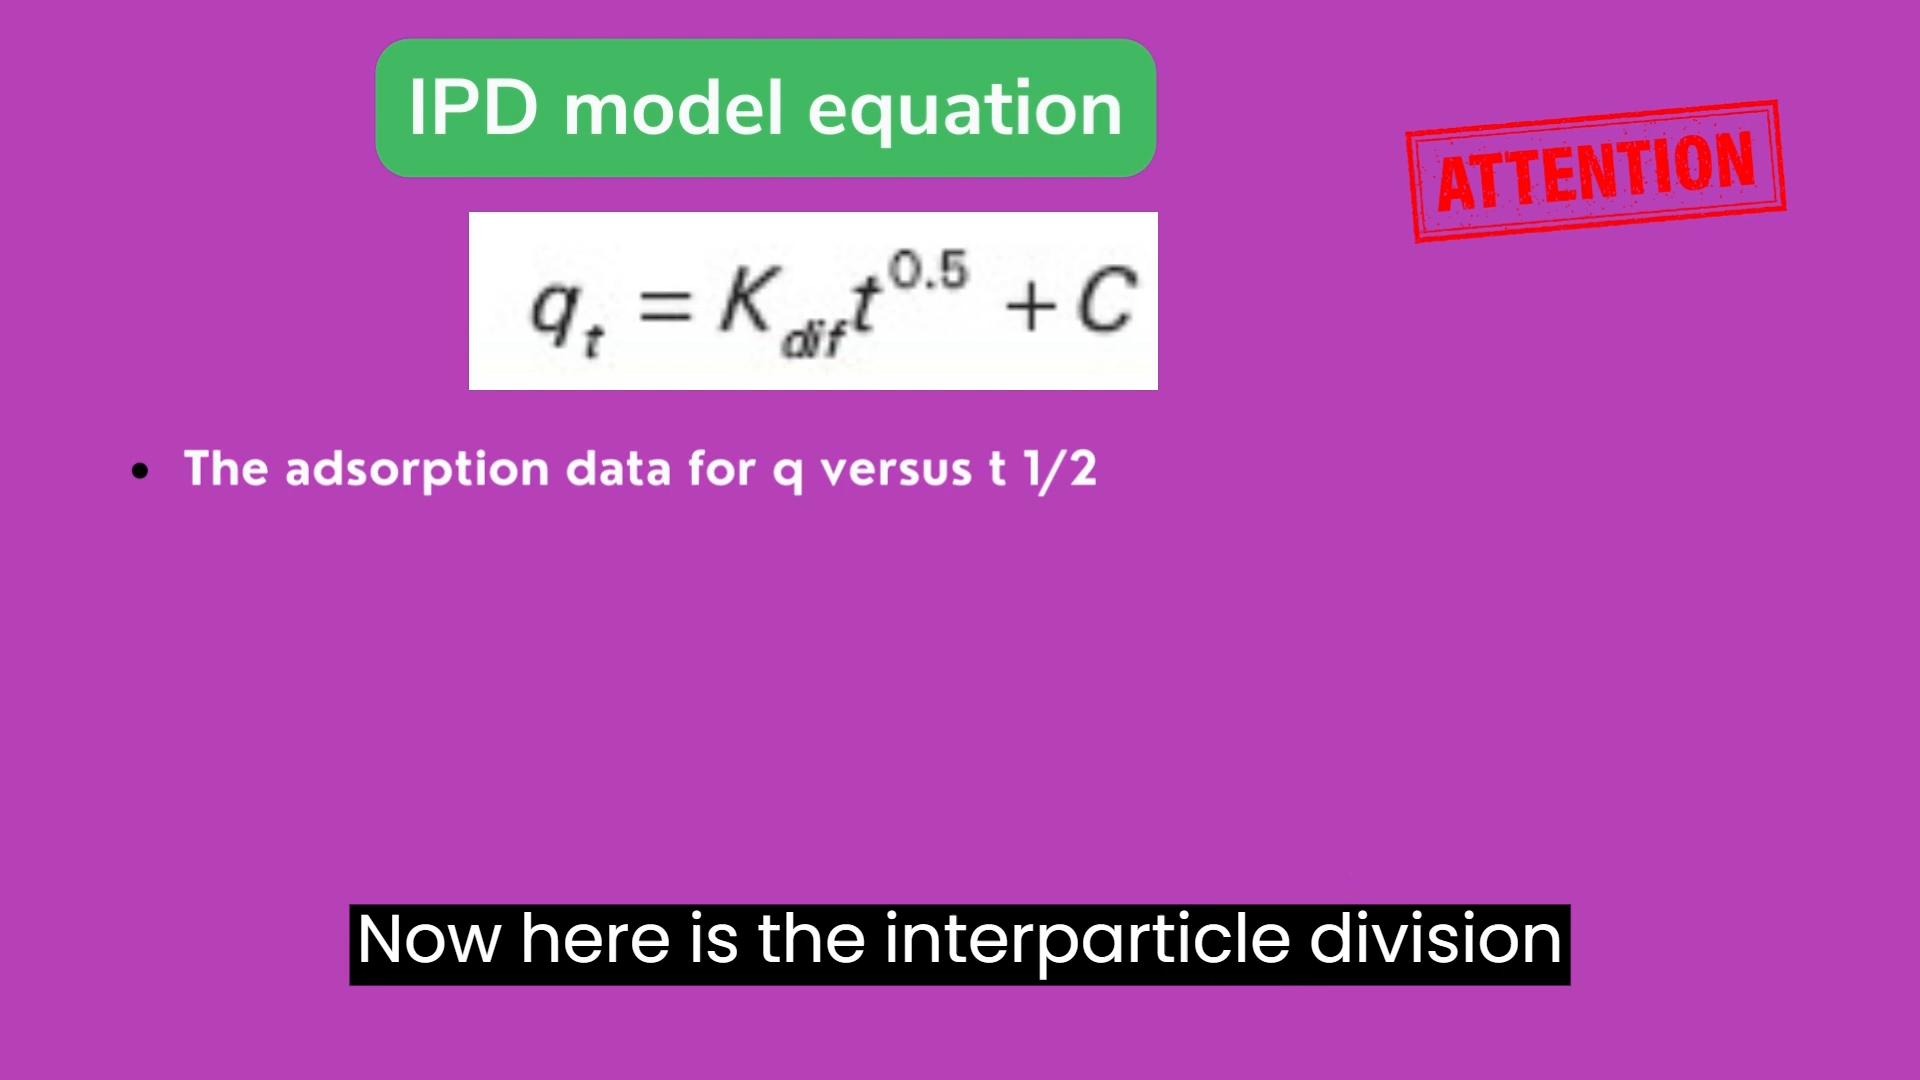 IPD model equation
ATTENTION
q_t = K_dif t^0.5 + C
• The adsorption data for q versus t 1/2
Now here is the interparticle division